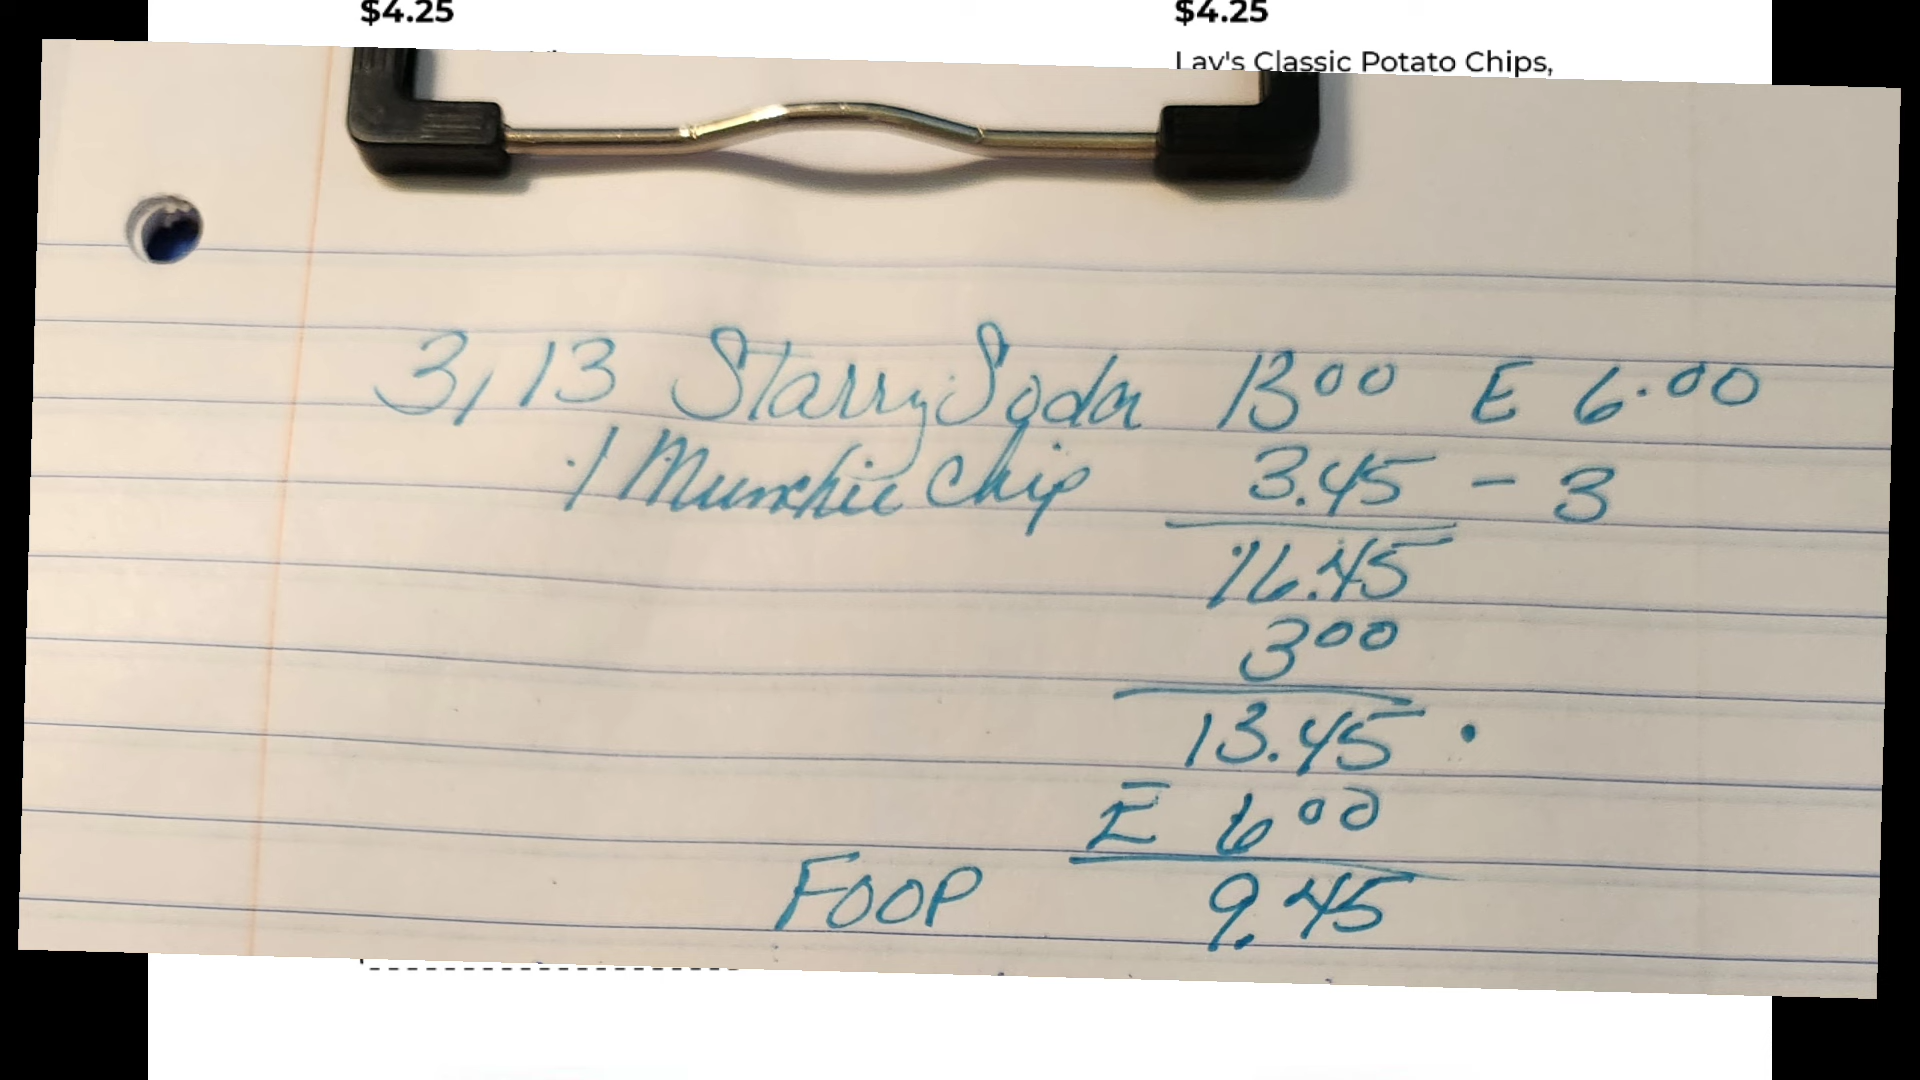 $4.25 $4.25
Lay's Classic Potato Chips,
3/13 Starry Soda 13.00 E 6.00
1 Munchie Chip 3.45 - 3
16.45
3.00
13.45
E 6.00
FOOP 9.45